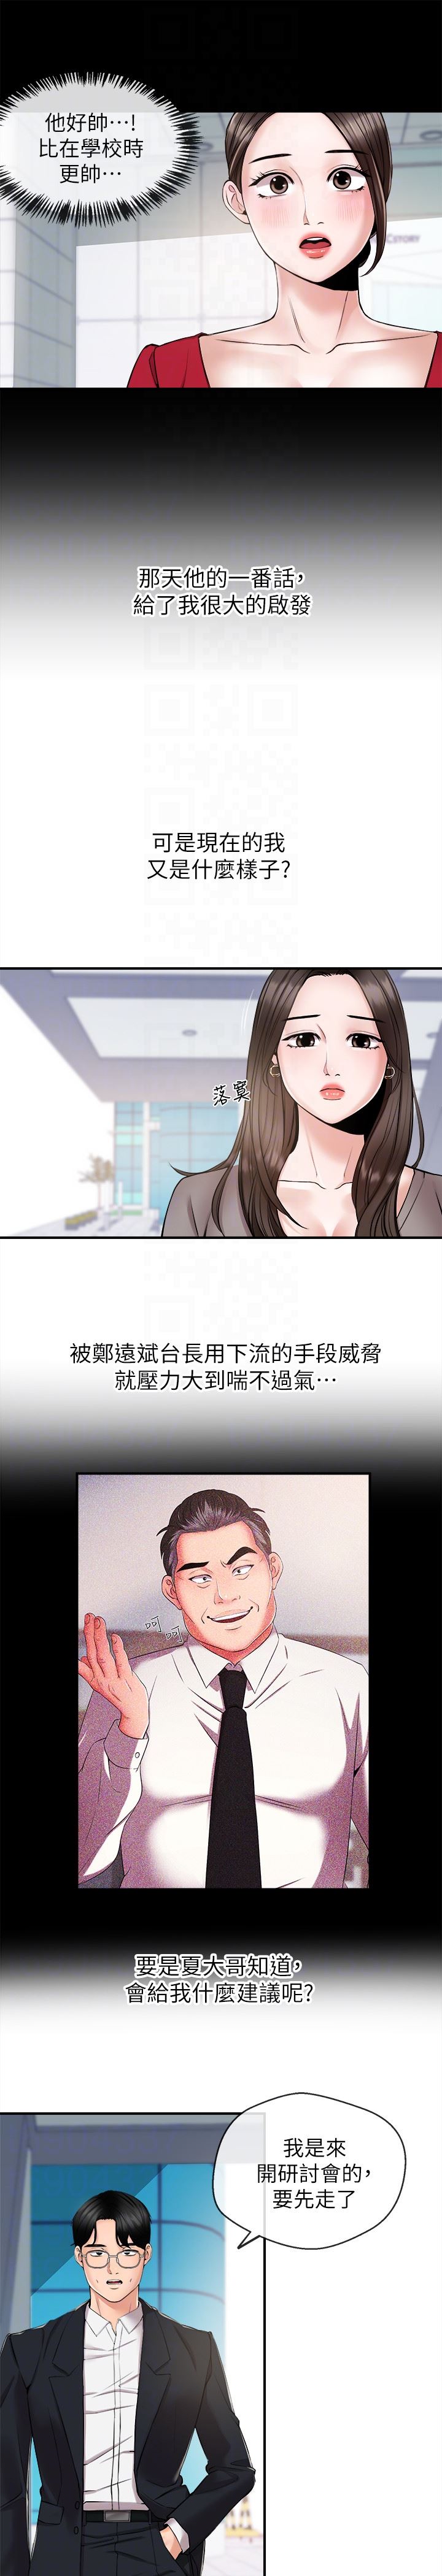 他好帥…!
比在學校時
更帥…
CSTORY
那天他的一番話，
給了我很大的啟發
可是現在的我
又是什麼樣子?
落寞
被鄭遠斌台長用下流的手段威脅
就壓力大到喘不過氣…
呵
呵
要是夏大哥知道，
會給我什麼建議呢?
我是來
開研討會的，
要先走了